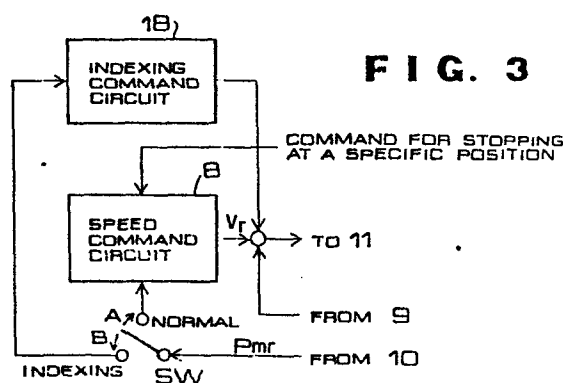 18
FIG. 3
INDEXING
COMMAND
CIRCUIT
COMMAND FOR STOPPING
AT A SPECIFIC POSITION
8
SPEED
COMMAND
CIRCUIT
Vr
TO 11
A
NORMAL
FROM 9
B
Pmr
FROM 10
INDEXING
SW